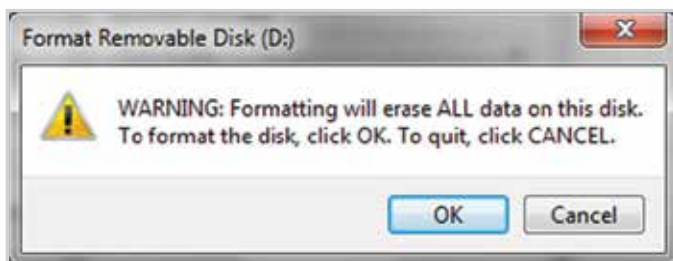 Format Removable Disk (D:)
WARNING: Formatting will erase ALL data on this disk.
To format the disk, click OK. To quit, click CANCEL.
OK
Cancel